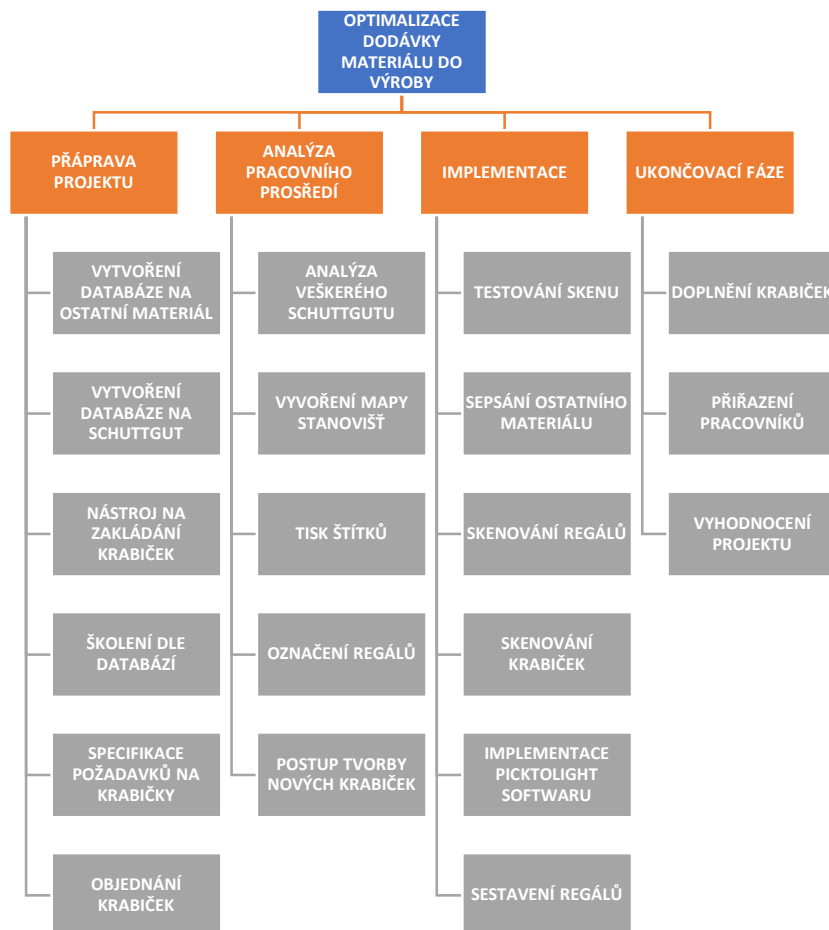 OPTIMALIZACE
DODÁVKY
MATERIÁLU DO
VÝROBY
PŘÁPRAVA
PROJEKTU
ANALÝZA
PRACOVNÍHO
PROSŘEDÍ
IMPLEMENTACE
UKONČOVACÍ FÁZE
VYTVOŘENÍ
DATABÁZE NA
OSTATNÍ MATERIÁL
VYTVOŘENÍ
DATABÁZE NA
SCHUTTGUT
NÁSTROJ NA
ZAKLÁDÁNÍ
KRABIČEK
ŠKOLENÍ DLE
DATABÁZÍ
SPECIFIKACE
POŽADAVKŮ NA
KRABIČKY
OBJEDNÁNÍ
KRABIČEK
ANALÝZA
VEŠKERÉHO
SCHUTTGUTU
VYVOŘENÍ MAPY
STANOVIŠŤ
TISK ŠTÍTKŮ
OZNAČENÍ REGÁLŮ
POSTUP TVORBY
NOVÝCH KRABIČEK
TESTOVÁNÍ SKENU
SEPSÁNÍ OSTATNÍHO
MATERIÁLU
SKENOVÁNÍ REGÁLŮ
SKENOVÁNÍ
KRABIČEK
IMPLEMENTACE
PICKTOLIGHT
SOFTWARU
SESTAVENÍ REGÁLŮ
DOPLNĚNÍ KRABIČEK
PŘIŘAZENÍ
PRACOVNÍKŮ
VYHODNOCENÍ
PROJEKTU